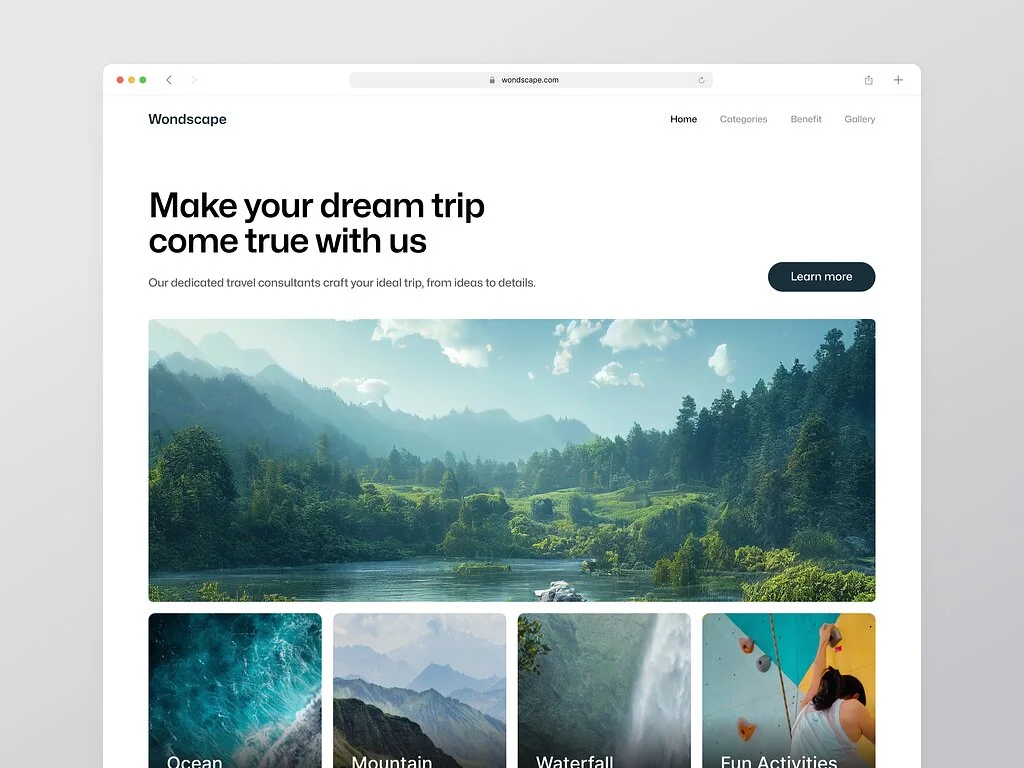 wondscape.com
Wondscape
Home Categories Benefit Gallery
Make your dream trip
come true with us
Our dedicated travel consultants craft your ideal trip, from ideas to details.
Learn more
Ocean Mountain Waterfall Fun Activities